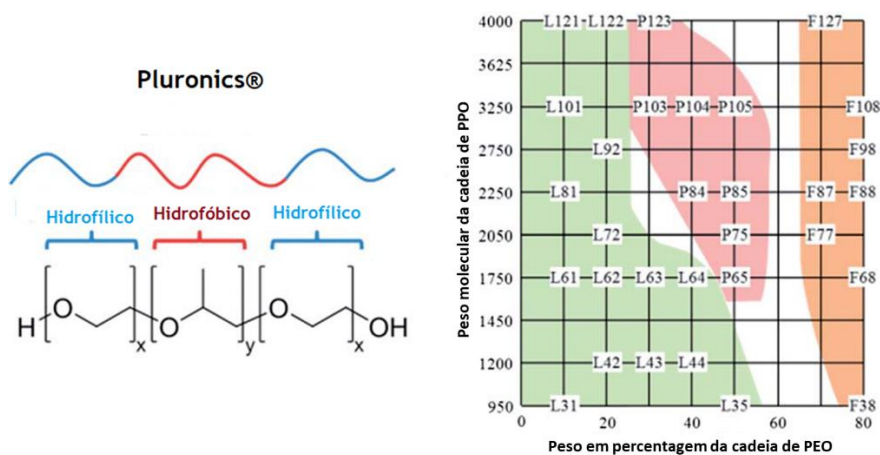 Pluronics®
Hidrofílico Hidrofóbico Hidrofílico
H O x O y O x OH
Peso molecular da cadeia de PPO
4000 L121 L122 P123 F127
3625
3250 L101 P103 P104 P105 F108
2750 L92 F98
2250 L81 P84 P85 F87 F88
2050 L72 P75 F77
1750 L61 L62 L63 L64 P65 F68
1450
1200 L42 L43 L44
950 L31 L35 F38
0 20 40 60 80
Peso em percentagem da cadeia de PEO